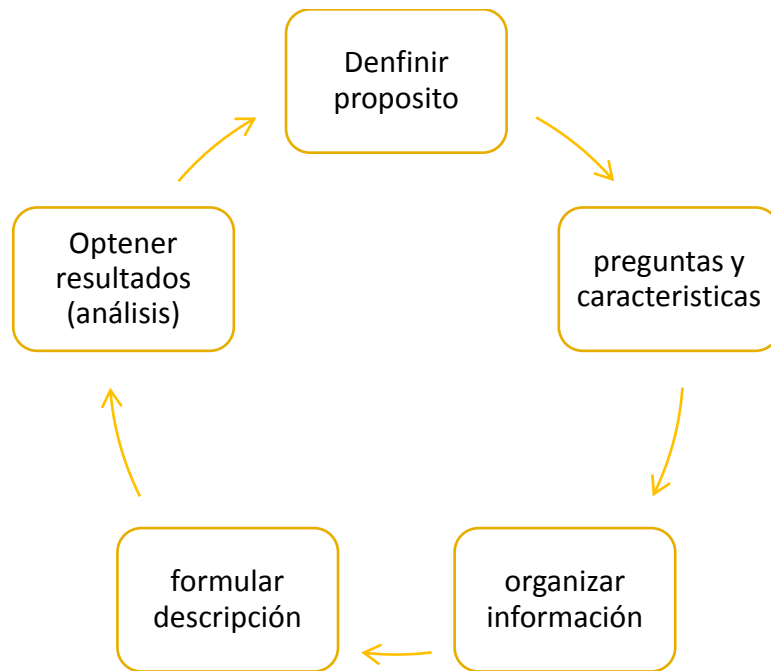 Denfinir
proposito
preguntas y
caracteristicas
organizar
información
formular
descripción
Optener
resultados
(análisis)